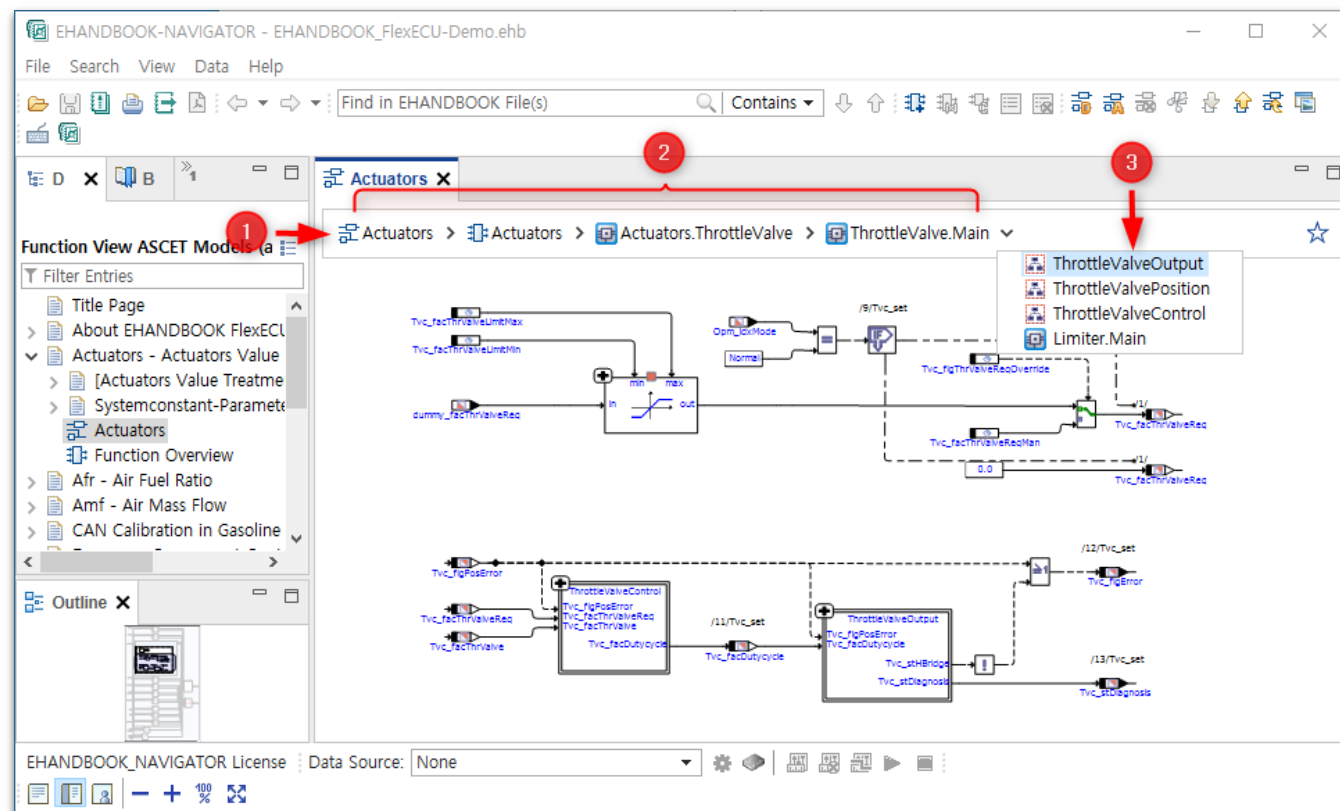 EHANDBOOK-NAVIGATOR - EHANDBOOK_FlexECU-Demo.ehb
File Search View Data Help
Find in EHANDBOOK File(s) Contains
D B 1 Actuators
2
3
1
Actuators > Actuators > Actuators.ThrottleValve > ThrottleValve.Main
Function View ASCET Models (a
Filter Entries
Title Page
About EHANDBOOK FlexECU
Actuators - Actuators Value
[Actuators Value Treatme
Systemconstant-Paramete
Actuators
Function Overview
Afr - Air Fuel Ratio
Amf - Air Mass Flow
CAN Calibration in Gasoline
Outline
ThrottleValveOutput
ThrottleValvePosition
ThrottleValveControl
Limiter.Main
Tvc_facThrValveLimitMax
Tvc_facThrValveLimitMin
dummy_facThrValveReq
min max
in out
Opm_idxMode
Normal
=
/9/Tvc_set
IF
Tvc_flgThrValveReqOverride
Tvc_facThrValveReqMan
0.0
/1/
Tvc_facThrValveReq
/1/
Tvc_facThrValveReq
Tvc_flgPosError
Tvc_facThrValveReq
Tvc_facThrValve
ThrottleValveControl
Tvc_flgPosError
Tvc_facThrValveReq
Tvc_facThrValve
Tvc_facDutycycle
/11/Tvc_set
Tvc_facDutycycle
ThrottleValveOutput
Tvc_flgPosError
Tvc_facDutycycle
Tvc_stHBridge
Tvc_stDiagnosis
!
≥1
/12/Tvc_set
Tvc_flgError
/13/Tvc_set
Tvc_stDiagnosis
EHANDBOOK_NAVIGATOR License Data Source: None
100
%